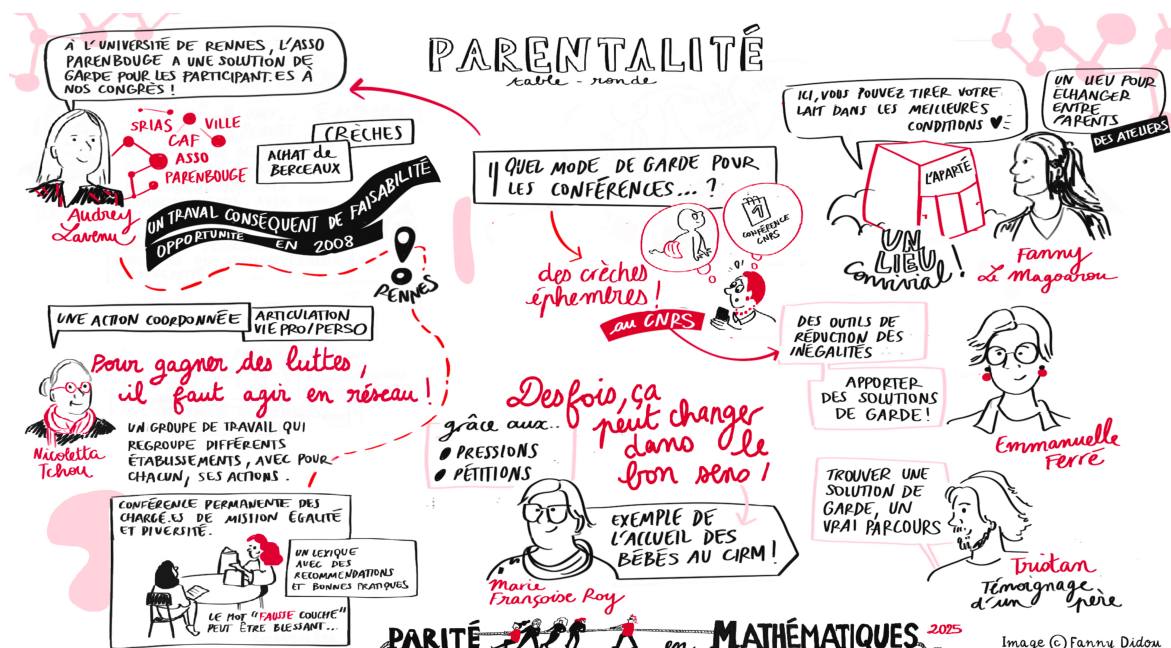 PARENTALITÉ
table-ronde
À L'UNIVERSITÉ DE RENNES, L'ASSO
PARENBOUGE A UNE SOLUTION DE
GARDE POUR LES PARTICIPANT.ES À
NOS CONGRÈS !
SRIAS
VILLE
CAF
ASSO
PARENBOUGE
CRÈCHES
ACHAT de
BERCEAUX
Audrey
Lavenu
UN TRAVAL CONSÉQUENT DE FAISABILITÉ
OPPORTUNITÉ EN 2008
RENNES
UNE ACTION COORDONNÉE
ARTICULATION
VIE PRO/PERSO
Pour gagner des luttes,
il faut agir en réseau !
Nicoletta
Tchou
UN GROUPE DE TRAVAIL QUI
REGROUPE DIFFÉRENTS
ÉTABLISSEMENTS, AVEC POUR
CHACUN, SES ACTIONS.
CONFÉRENCE PERMANENTE DES
CHARGÉ.ES DE MISSION ÉGALITÉ
ET DIVERSITÉ.
UN LEXIQUE
AVEC DES
RECOMMENDATIONS
ET BONNES PRATIQUES
LE MOT "FAUSSE COUCHE"
PEUT ÊTRE BLESSANT...
QUEL MODE DE GARDE POUR
LES CONFÉRENCES... ?
des crèches
éphemères !
au CNRS
CONFÉRENCE
CNRS
DES OUTILS DE
RÉDUCTION DES
INÉGALITÉS
APPORTER
DES SOLUTIONS
DE GARDE !
Emmanuelle
Ferré
Des fois, ça
peut changer
dans le
bon sens !
grâce aux..
• PRESSIONS
• PÉTITIONS
Marie
Françoise Roy
EXEMPLE DE
L'ACCUEIL DES
BÉBÉS AU CIRM !
ICI, VOUS POUVEZ TIRER VOTRE
LAIT DANS LES MEILLEURES
CONDITIONS ♥
UN LIEU POUR
ÉCHANGER
ENTRE
PARENTS
DES ATELIERS
L'APARTÉ
UN
LIEU
Convivial !
Fanny
Le Magoarou
TROUVER UNE
SOLUTION DE
GARDE, UN
VRAI PARCOURS
Tristan
Témoignage
d'un père
PARITÉ en MATHÉMATIQUES 2025
Image (c) Fanny Didou